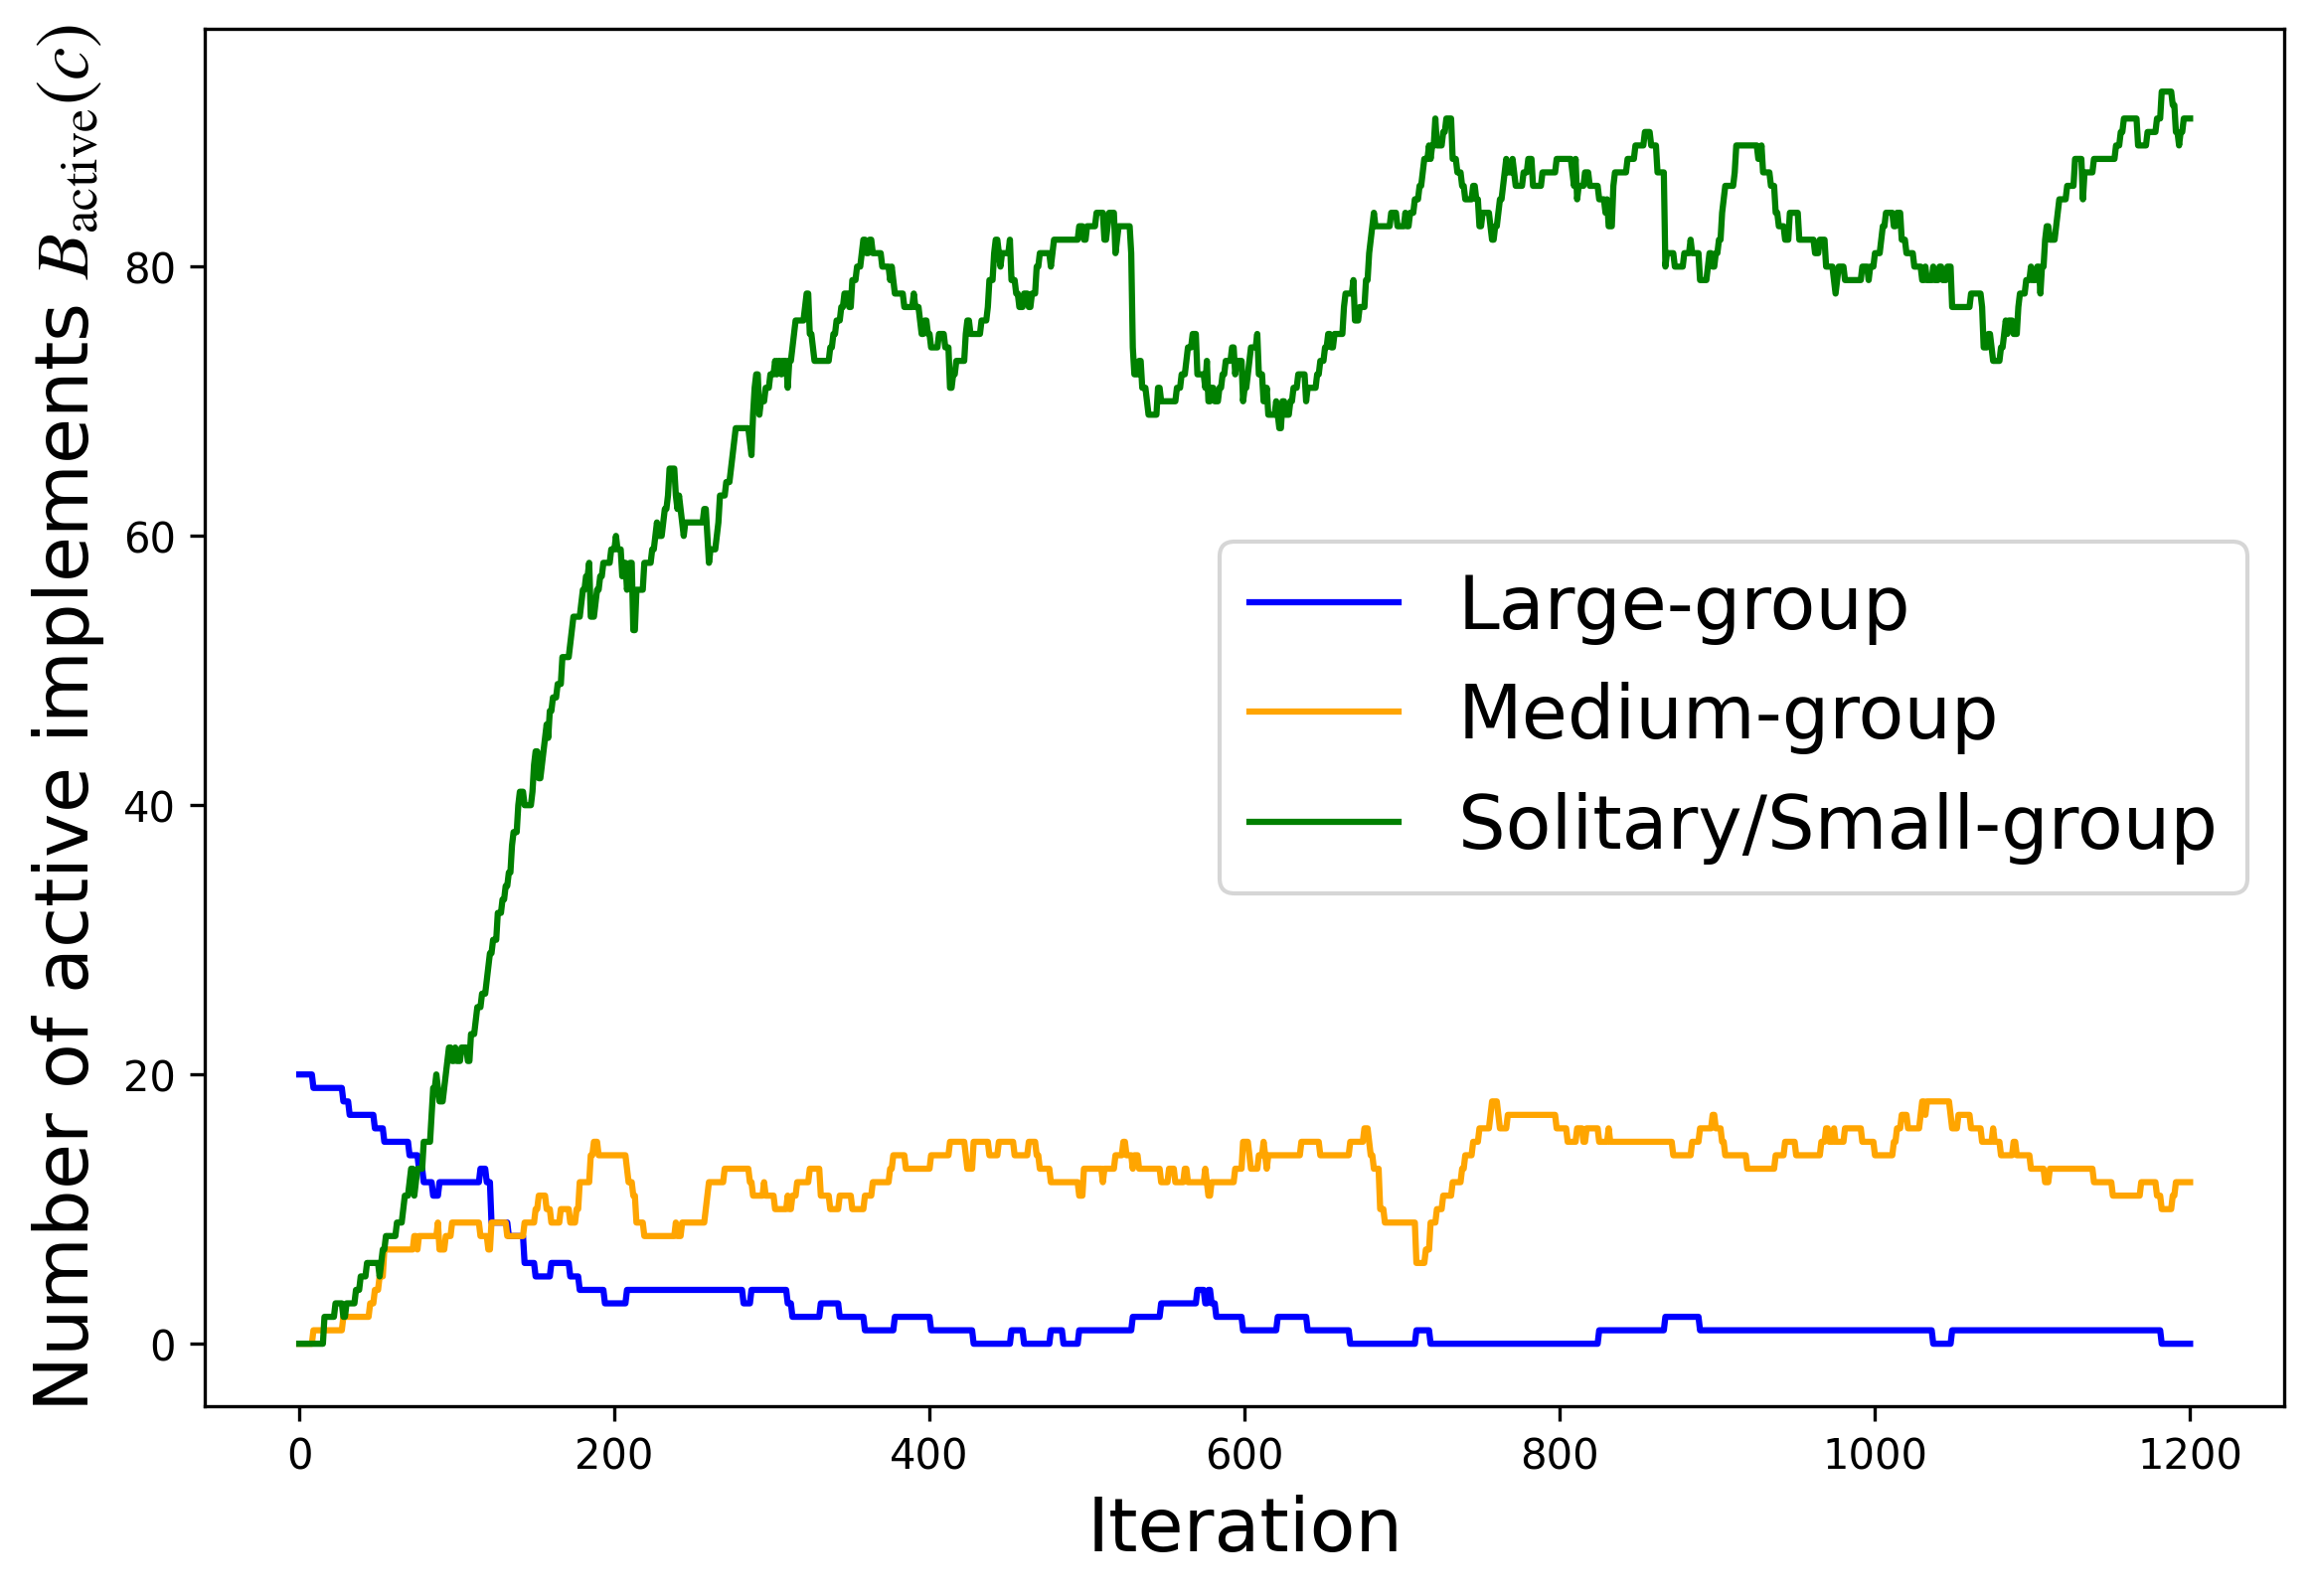 Number of active implements B_active(c)
80
60
40
20
0
Large-group
Medium-group
Solitary/Small-group
0 200 400 600 800 1000 1200
Iteration